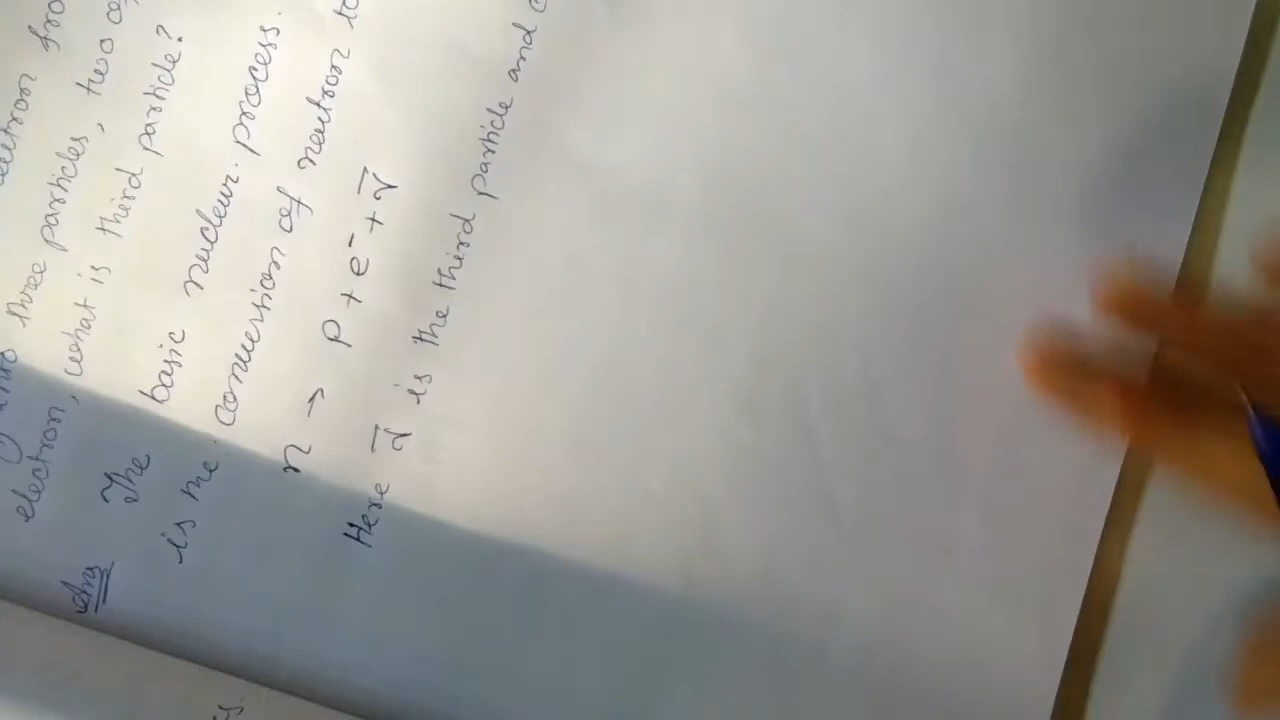 fro
three particles, two
electron, what is third particle?
Ans The basic nuclear process.
is the conversion of neutron to
n → p + e⁻ + ν̄
Here ν̄ is the third particle and